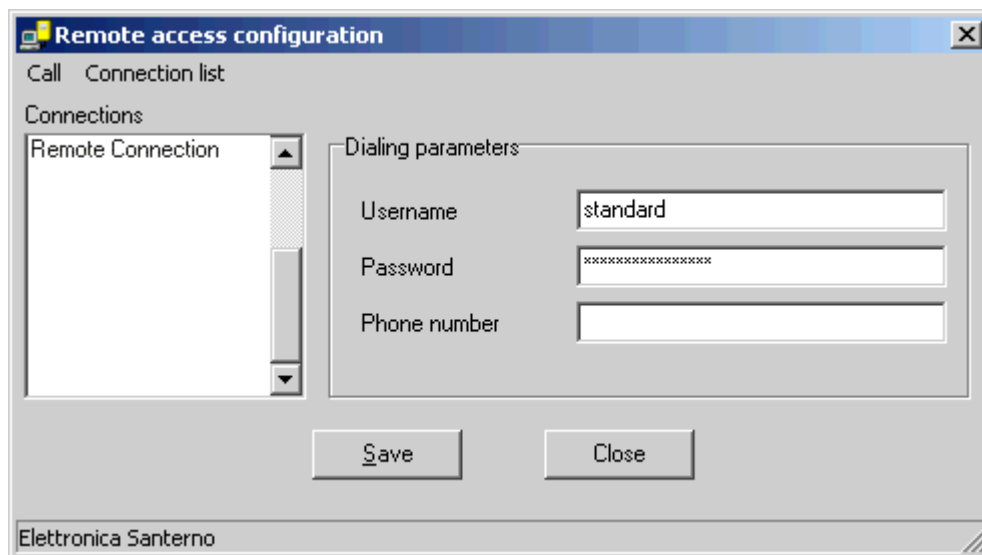 Remote access configuration
Call Connection list
Connections
Remote Connection
Dialing parameters
Username
standard
Password
****************
Phone number
Save
Close
Elettronica Santerno